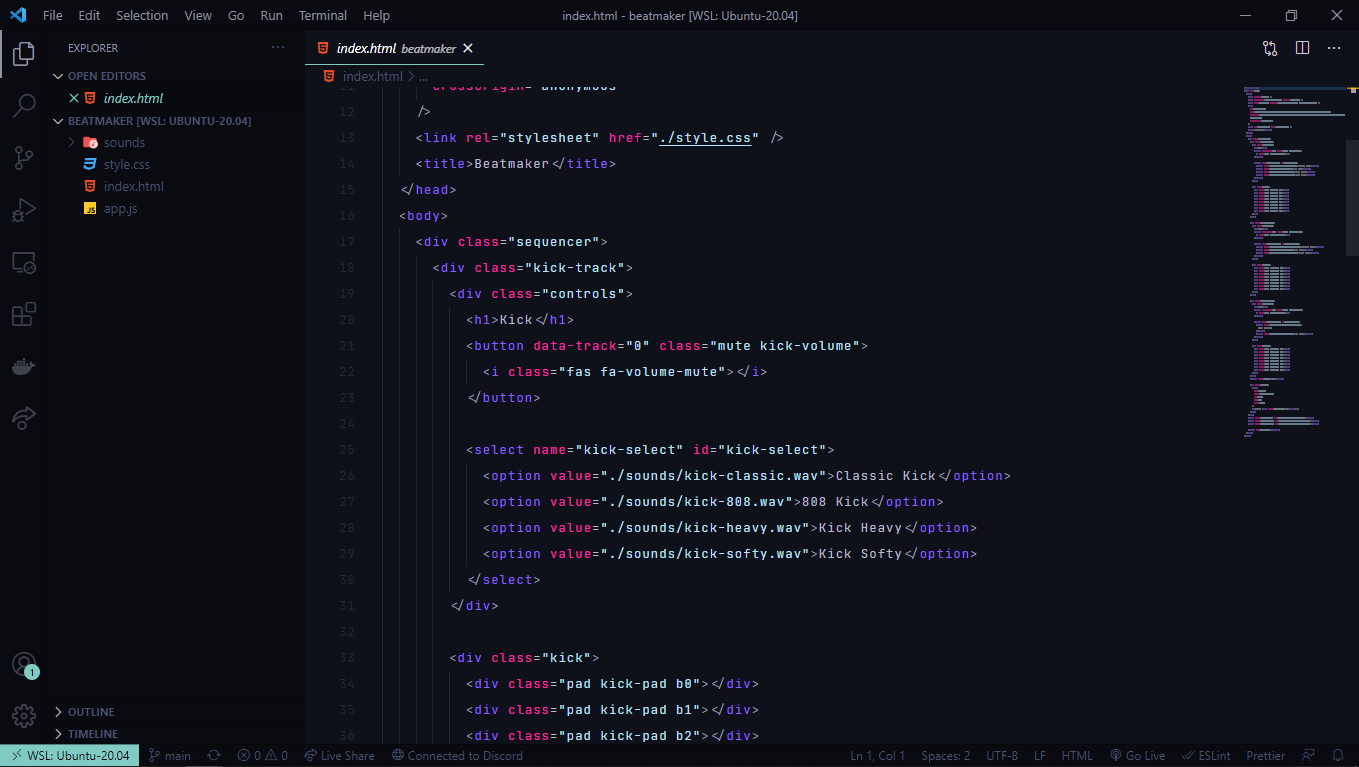 File Edit Selection View Go Run Terminal Help
index.html - beatmaker [WSL: Ubuntu-20.04]
EXPLORER
OPEN EDITORS
index.html
BEATMAKER [WSL: UBUNTU-20.04]
sounds
style.css
index.html
app.js
OUTLINE
TIMELINE
index.html beatmaker
index.html > ...
11 crossorigin="anonymous"
12 />
13 <link rel="stylesheet" href="./style.css" />
14 <title>Beatmaker</title>
15 </head>
16 <body>
17 <div class="sequencer">
18 <div class="kick-track">
19 <div class="controls">
20 <h1>Kick</h1>
21 <button data-track="0" class="mute kick-volume">
22 <i class="fas fa-volume-mute"></i>
23 </button>
24
25 <select name="kick-select" id="kick-select">
26 <option value="./sounds/kick-classic.wav">Classic Kick</option>
27 <option value="./sounds/kick-808.wav">808 Kick</option>
28 <option value="./sounds/kick-heavy.wav">Kick Heavy</option>
29 <option value="./sounds/kick-softy.wav">Kick Softy</option>
30 </select>
31 </div>
32
33 <div class="kick">
34 <div class="pad kick-pad b0"></div>
35 <div class="pad kick-pad b1"></div>
36 <div class="pad kick-pad b2"></div>
1
WSL: Ubuntu-20.04 main 0 0 Live Share Connected to Discord Ln 1, Col 1 Spaces: 2 UTF-8 LF HTML Go Live ESLint Prettier